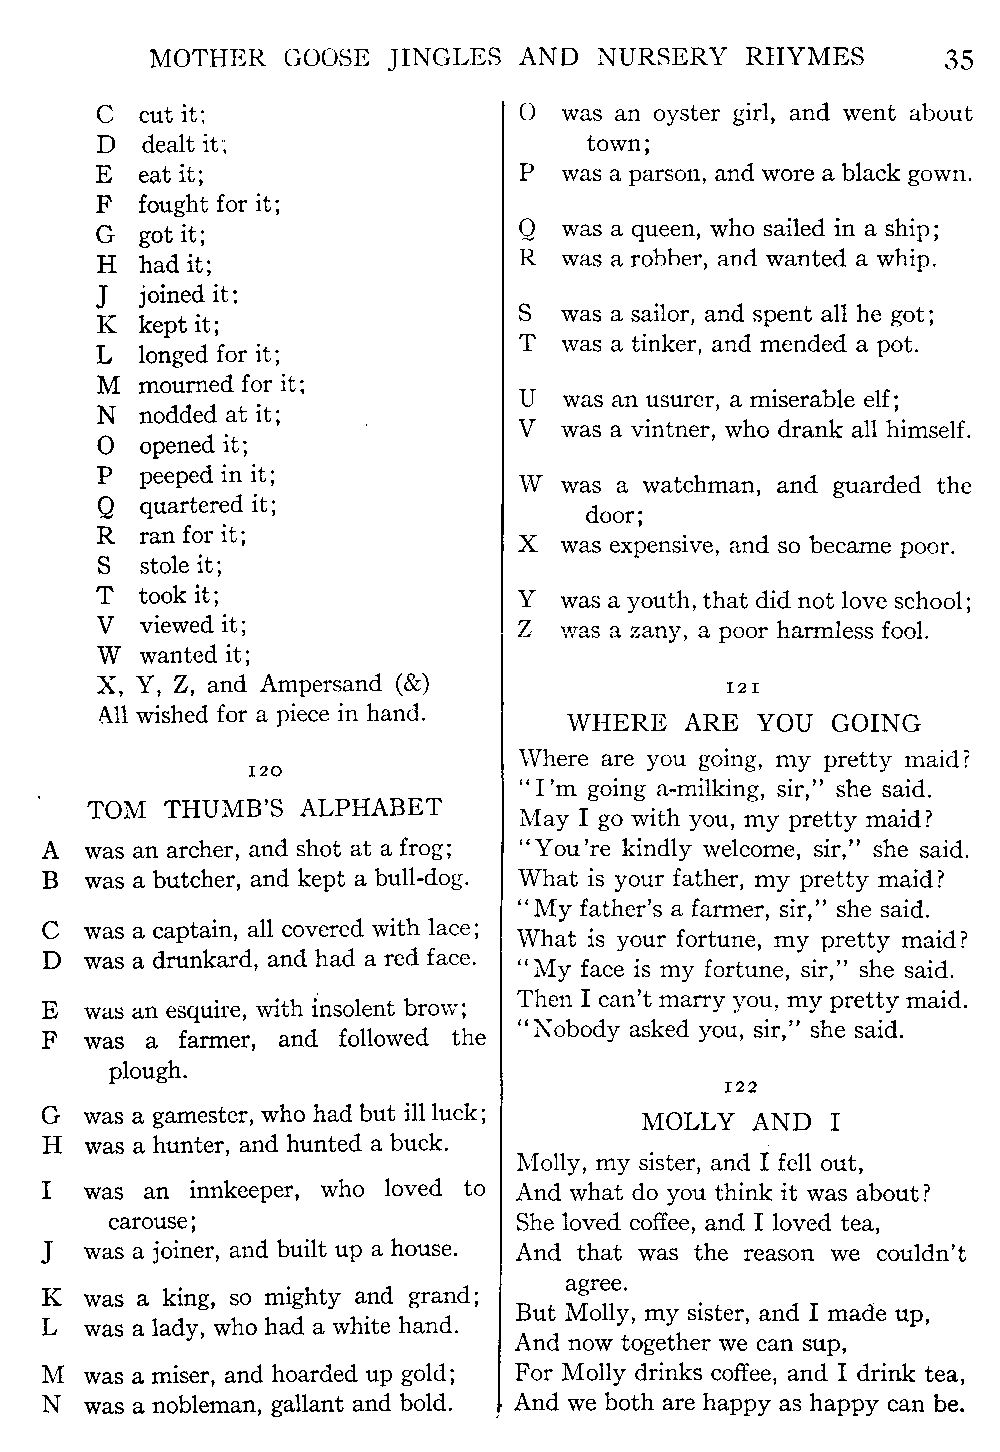 MOTHER GOOSE JINGLES AND NURSERY RHYMES 35
C cut it;
D dealt it;
E eat it;
F fought for it;
G got it;
H had it;
J joined it;
K kept it;
L longed for it;
M mourned for it;
N nodded at it;
O opened it;
P peeped in it;
Q quartered it;
R ran for it;
S stole it;
T took it;
V viewed it;
W wanted it;
X, Y, Z, and Ampersand (&)
All wished for a piece in hand.
120
TOM THUMB'S ALPHABET
A was an archer, and shot at a frog;
B was a butcher, and kept a bull-dog.
C was a captain, all covered with lace;
D was a drunkard, and had a red face.
E was an esquire, with insolent brow;
F was a farmer, and followed the
plough.
G was a gamester, who had but ill luck;
H was a hunter, and hunted a buck.
I was an innkeeper, who loved to
carouse;
J was a joiner, and built up a house.
K was a king, so mighty and grand;
L was a lady, who had a white hand.
M was a miser, and hoarded up gold;
N was a nobleman, gallant and bold.
O was an oyster girl, and went about
town;
P was a parson, and wore a black gown.
Q was a queen, who sailed in a ship;
R was a robber, and wanted a whip.
S was a sailor, and spent all he got;
T was a tinker, and mended a pot.
U was an usurer, a miserable elf;
V was a vintner, who drank all himself.
W was a watchman, and guarded the
door;
X was expensive, and so became poor.
Y was a youth, that did not love school;
Z was a zany, a poor harmless fool.
121
WHERE ARE YOU GOING
Where are you going, my pretty maid?
"I'm going a-milking, sir," she said.
May I go with you, my pretty maid?
"You're kindly welcome, sir," she said.
What is your father, my pretty maid?
"My father's a farmer, sir," she said.
What is your fortune, my pretty maid?
"My face is my fortune, sir," she said.
Then I can't marry you, my pretty maid.
"Nobody asked you, sir," she said.
122
MOLLY AND I
Molly, my sister, and I fell out,
And what do you think it was about?
She loved coffee, and I loved tea,
And that was the reason we couldn't
agree.
But Molly, my sister, and I made up,
And now together we can sup,
For Molly drinks coffee, and I drink tea,
And we both are happy as happy can be.